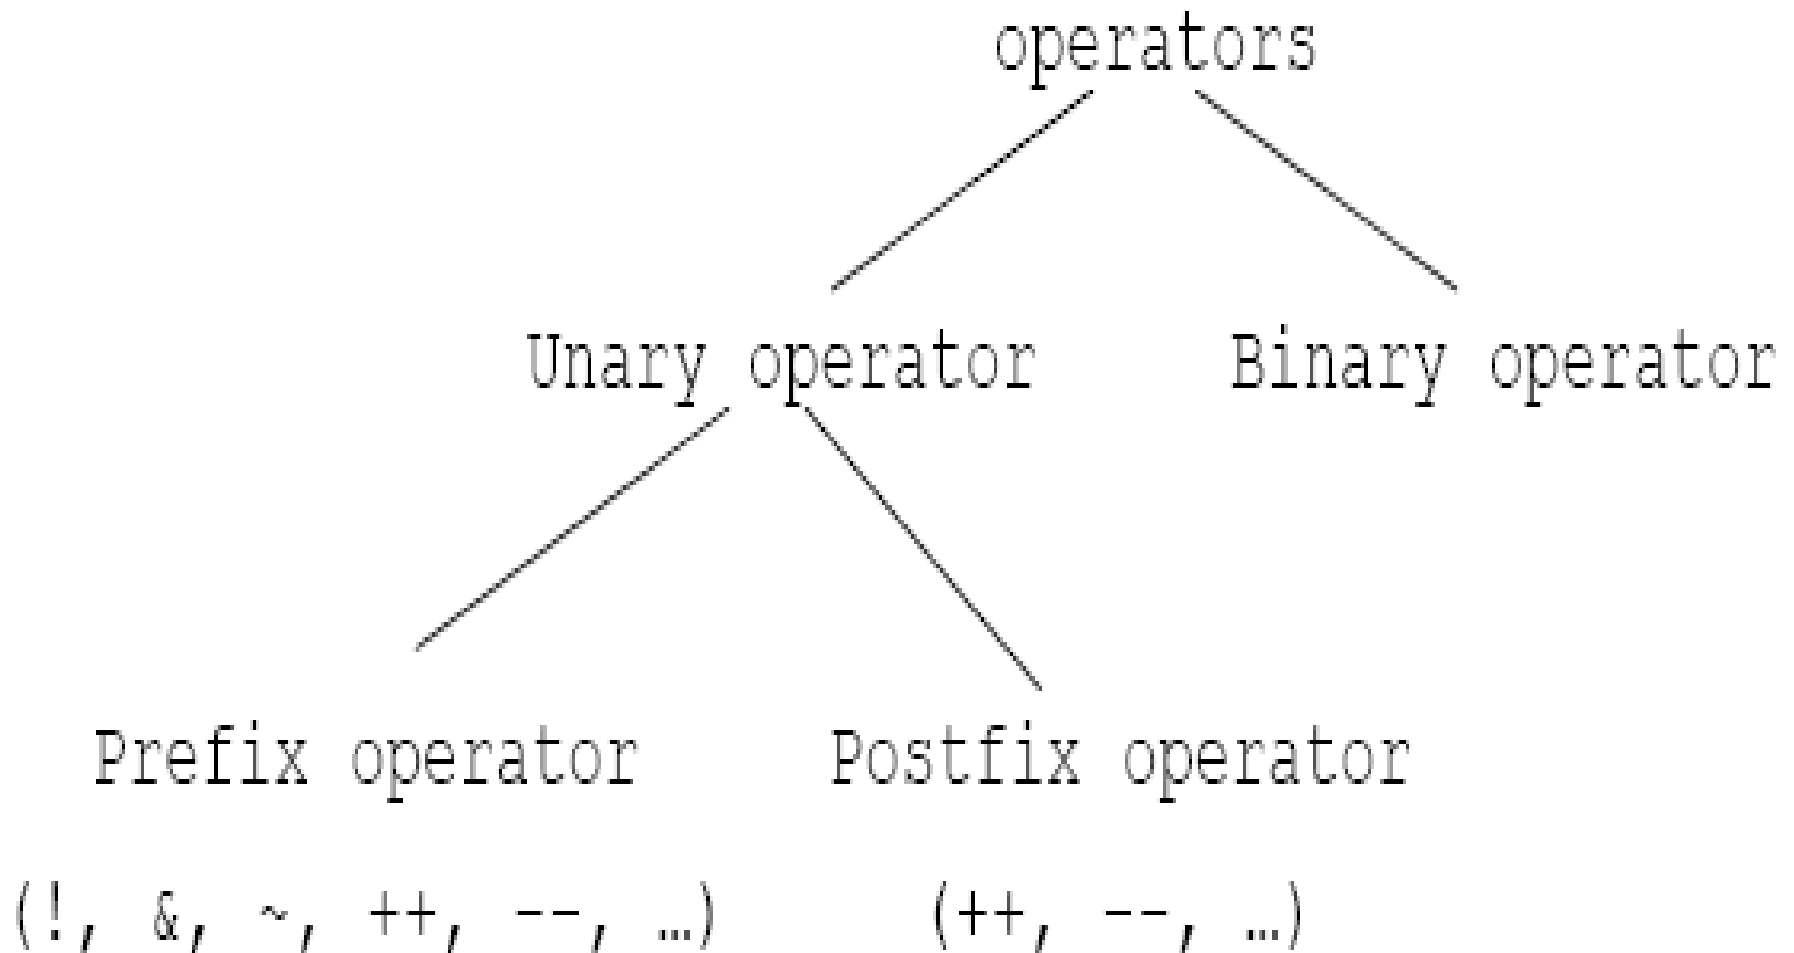 operators
Unary operator Binary operator
Prefix operator Postfix operator
(!, &, ~, ++, --, …) (++, --, …)